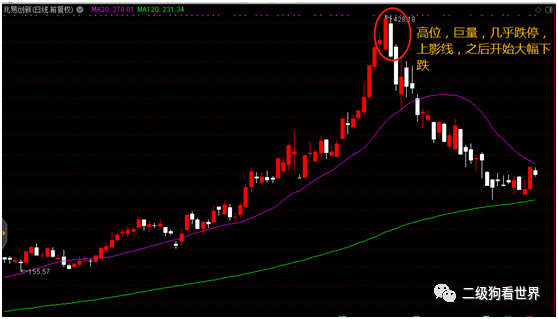 兆易创新(日线 前复权) MA20: 270.01 MA120: 231.34
428.18
高位，巨量，几乎跌停，
上影线，之后开始大幅下
跌
155.57
二级狗看世界